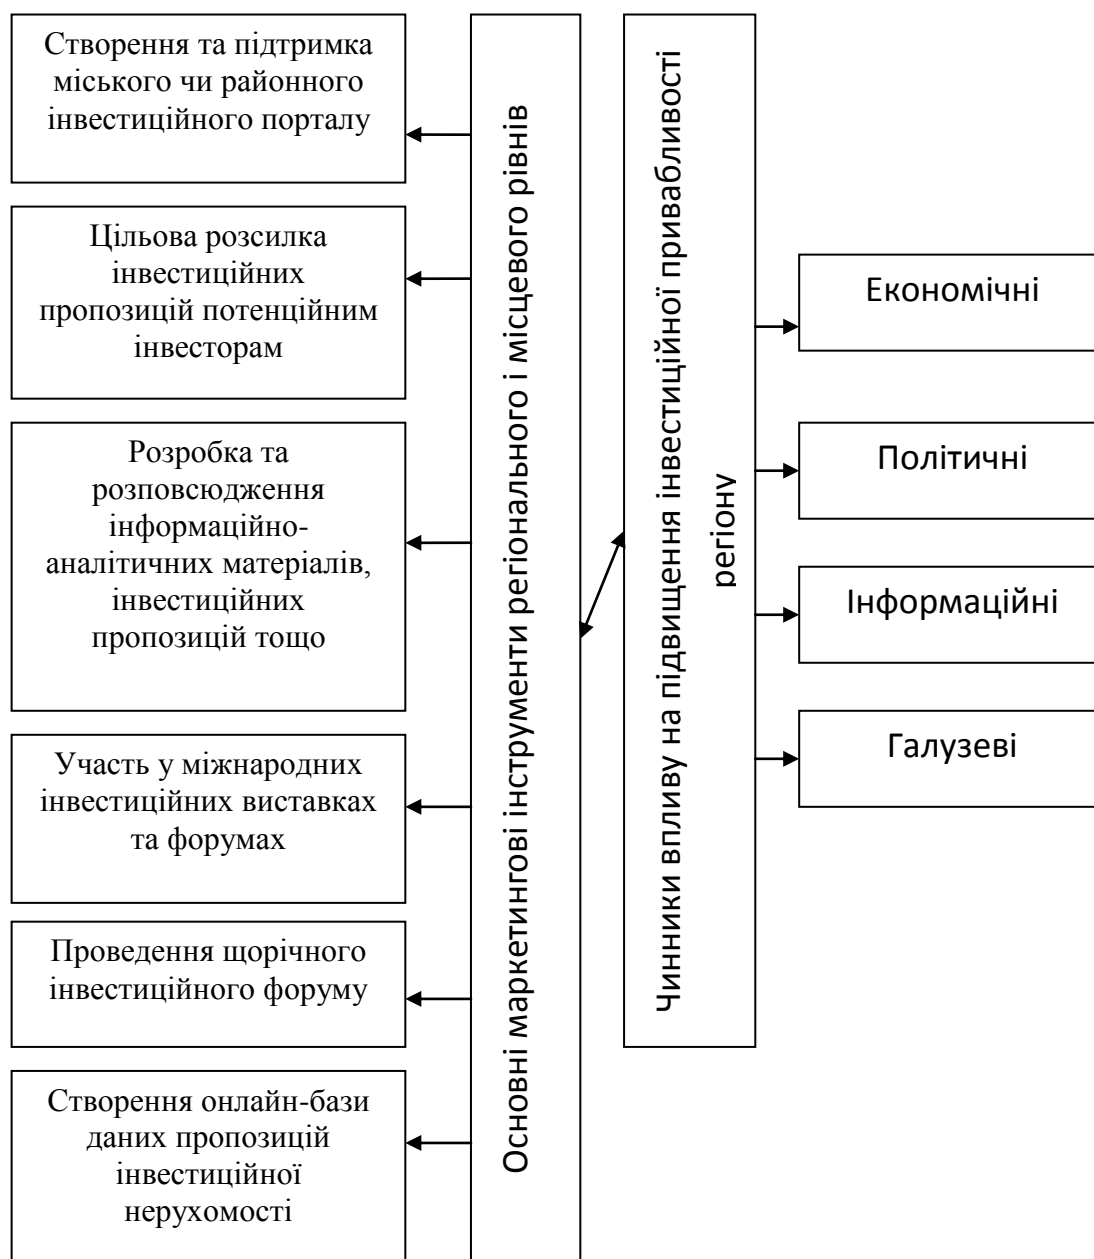 Створення та підтримка
міського чи районного
інвестиційного порталу
Цільова розсилка
інвестиційних
пропозицій потенційним
інвесторам
Розробка та
розповсюдження
інформаційно-
аналітичних матеріалів,
інвестиційних
пропозицій тощо
Участь у міжнародних
інвестиційних виставках
та форумах
Проведення щорічного
інвестиційного форуму
Створення онлайн-бази
даних пропозицій
інвестиційної
нерухомості
Основні маркетингові інструменти регіонального і місцевого рівнів
Чинники впливу на підвищення інвестиційної привабливості
регіону
Економічні
Політичні
Інформаційні
Галузеві